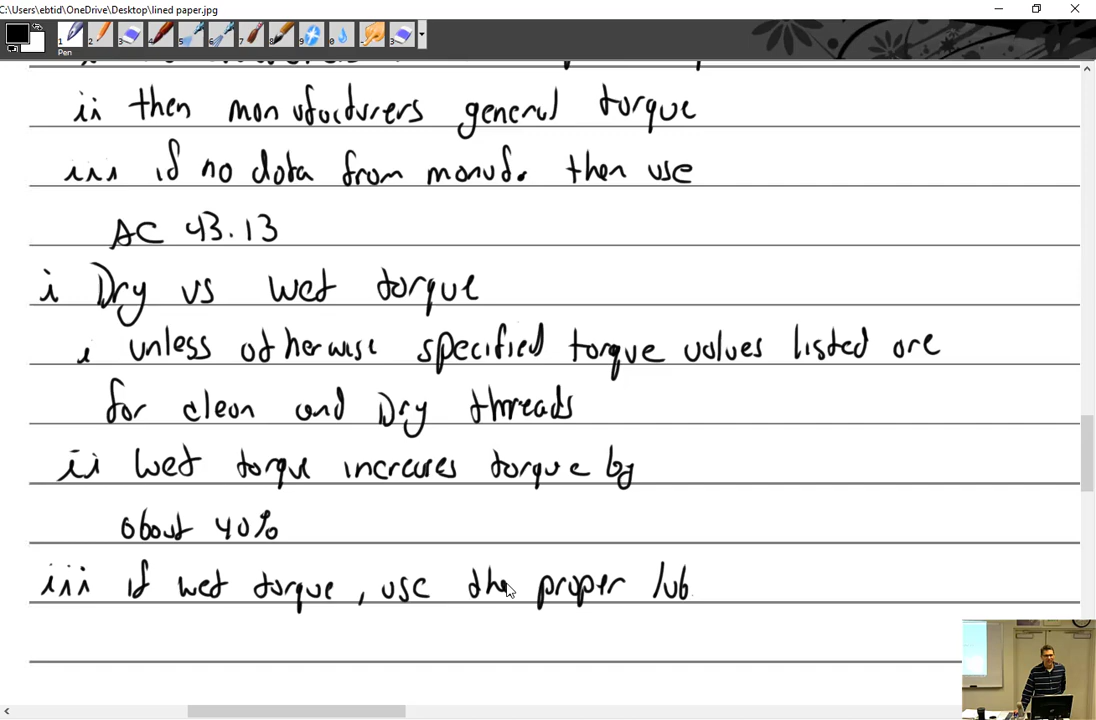 C:\Users\ebtid\OneDrive\Desktop\lined paper.jpg
Pen
ii then manufacturers general torque
iii if no data from manuf. then use
AC 43.13
i Dry vs wet torque
i unless otherwise specified torque values listed are
for clean and Dry threads
ii wet torque increases torque by
about 40%
iii if wet torque, use the proper lub